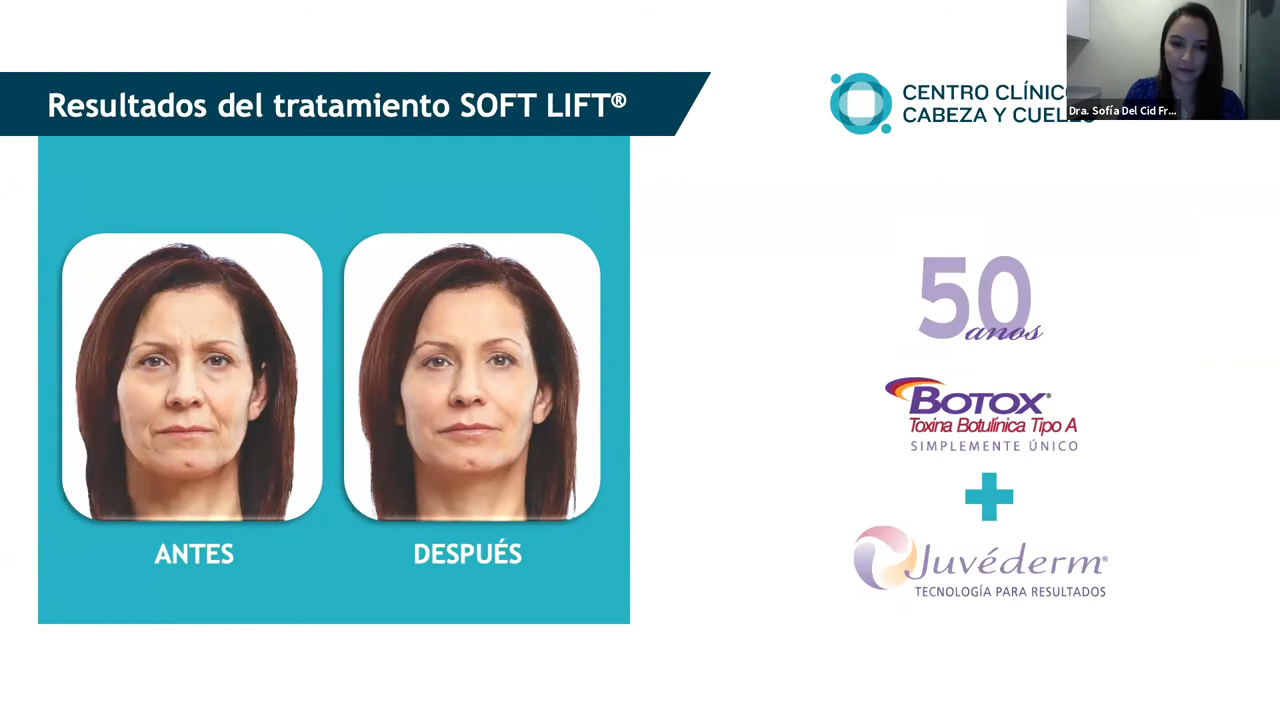 Resultados del tratamiento SOFT LIFT®
CENTRO CLÍNICO
CABEZA Y CUELLO
Dra. Sofía Del Cid Fr...
50
anos
BOTOX®
Toxina Botulínica Tipo A
SIMPLEMENTE ÚNICO
Juvéderm®
TECNOLOGÍA PARA RESULTADOS
ANTES
DESPUÉS